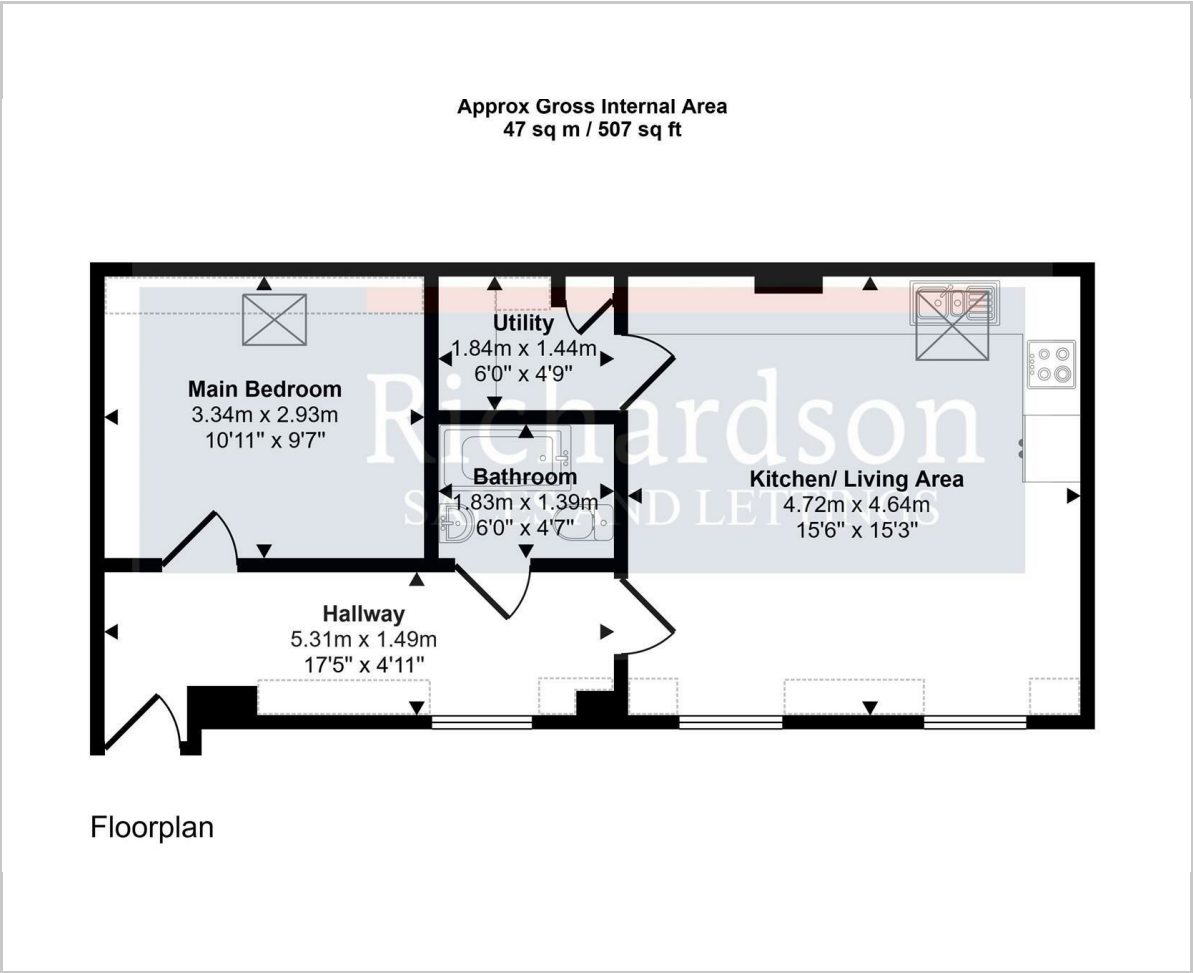 Approx Gross Internal Area
47 sq m / 507 sq ft
Utility
1.84m x 1.44m
6'0" x 4'9"
Main Bedroom
3.34m x 2.93m
10'11" x 9'7"
Richardson
SALES AND LETTINGS
Bathroom
1.83m x 1.39m
6'0" x 4'7"
Kitchen/ Living Area
4.72m x 4.64m
15'6" x 15'3"
Hallway
5.31m x 1.49m
17'5" x 4'11"
Floorplan